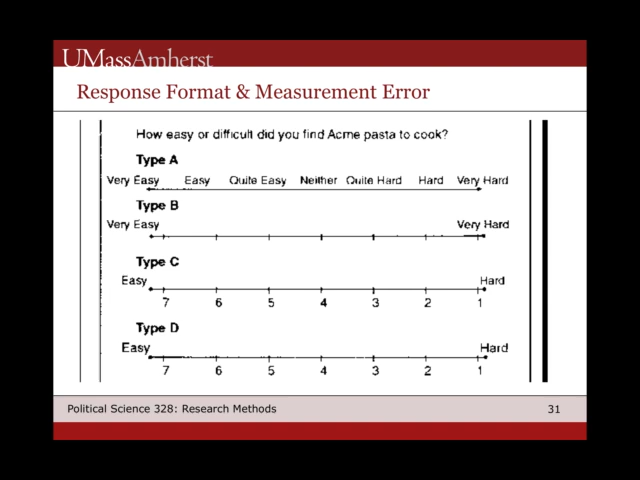 UMassAmherst
Response Format & Measurement Error
How easy or difficult did you find Acme pasta to cook?
Type A
Very Easy Easy Quite Easy Neither Quite Hard Hard Very Hard
Type B
Very Easy Very Hard
Type C
Easy Hard
7 6 5 4 3 2 1
Type D
Easy Hard
7 6 5 4 3 2 1
Political Science 328: Research Methods 31